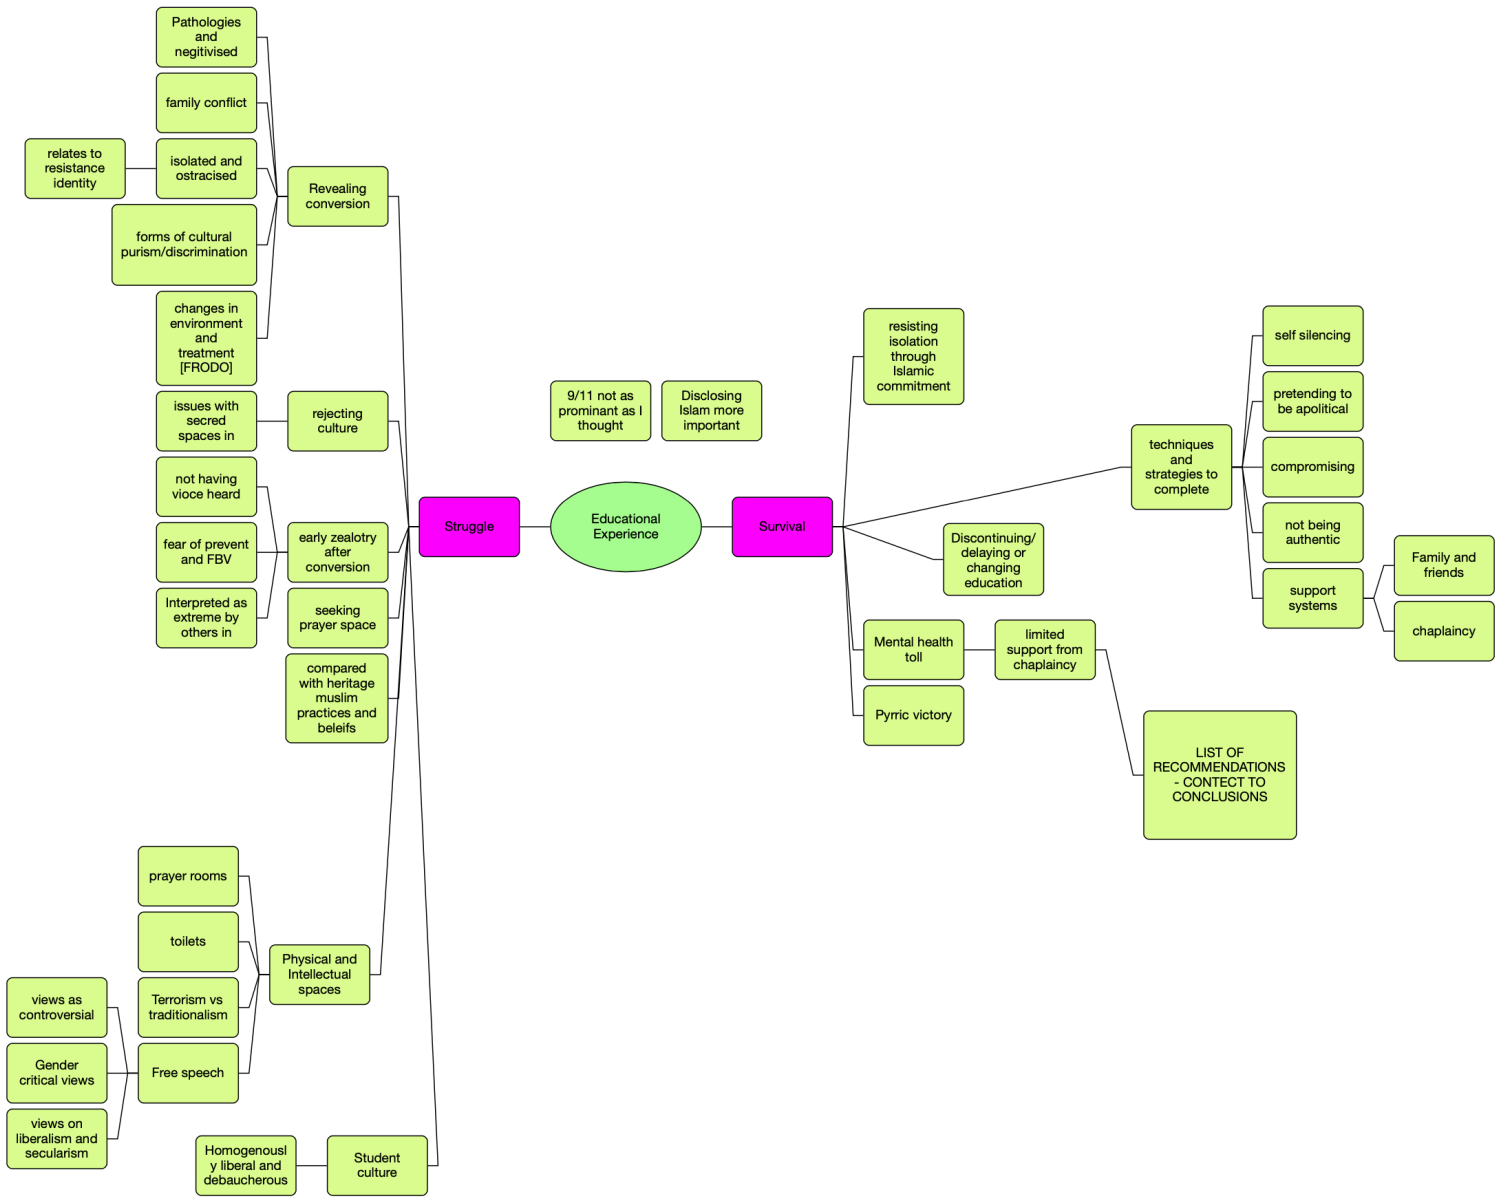 Pathologies
and
negitivised
family conflict
relates to
resistance
identity
isolated and
ostracised
Revealing
conversion
forms of cultural
purism/discrimination
changes in
environment
and
treatment
[FRODO]
issues with
secred
spaces in
rejecting
culture
not having
vioce heard
fear of prevent
and FBV
Interpreted as
extreme by
others in
early zealotry
after
conversion
seeking
prayer space
compared
with heritage
muslim
practices and
beleifs
Struggle
9/11 not as
prominant as I
thought
Disclosing
Islam more
important
Educational
Experience
Survival
resisting
isolation
through
Islamic
commitment
techniques
and
strategies to
complete
self silencing
pretending to
be apolitical
compromising
not being
authentic
support
systems
Family and
friends
chaplaincy
Discontinuing/
delaying or
changing
education
Mental health
toll
limited
support from
chaplaincy
Pyrric victory
LIST OF
RECOMMENDATIONS
- CONTECT TO
CONCLUSIONS
prayer rooms
toilets
Terrorism vs
traditionalism
Free speech
Physical and
Intellectual
spaces
views as
controversial
Gender
critical views
views on
liberalism and
secularism
Homogenousl
y liberal and
debaucherous
Student
culture